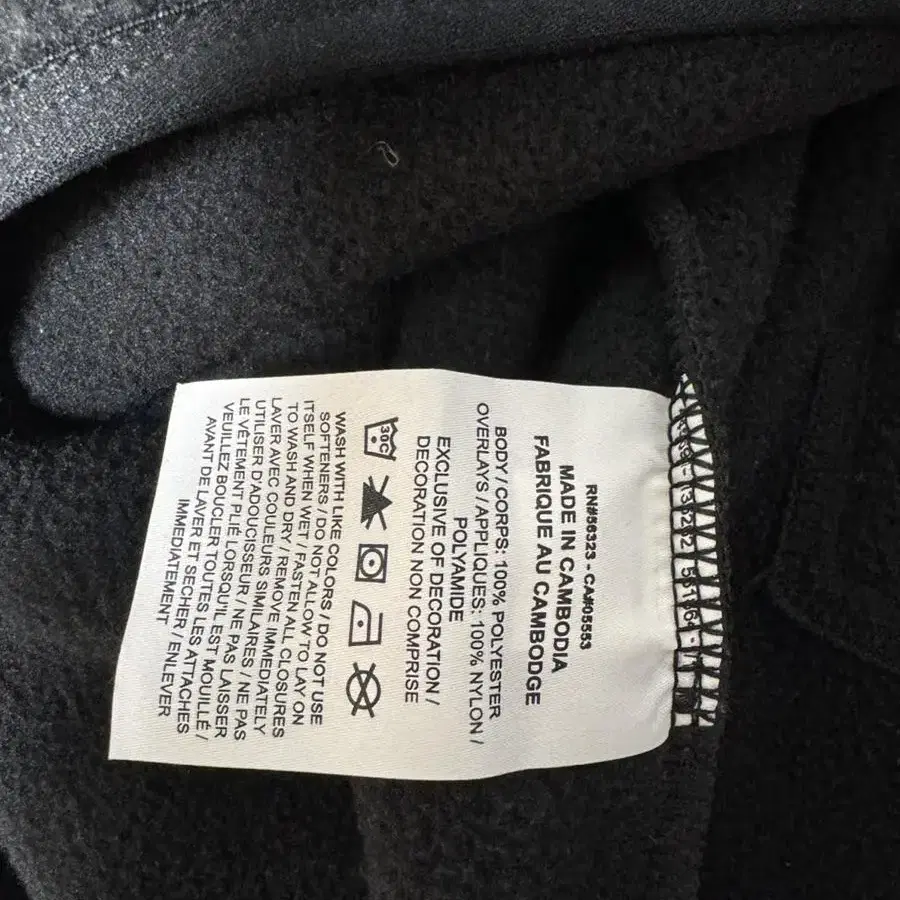 RN#56323 - CA#05553
MADE IN CAMBODIA
FABRIQUE AU CAMBODGE
BODY / CORPS: 100% POLYESTER
OVERLAYS / APPLIQUES: 100% NYLON /
POLYAMIDE
EXCLUSIVE OF DECORATION /
DECORATION NON COMPRISE
30C
WASH WITH LIKE COLORS / DO NOT USE
SOFTENERS / DO NOT ALLOW TO LAY ON
ITSELF WHEN WET / FASTEN ALL CLOSURES
TO WASH AND DRY / REMOVE IMMEDIATELY
LAVER AVEC COULEURS SIMILAIRES / NE PAS
UTILISER D'ADOUCISSEUR / NE PAS LAISSER
LE VÊTEMENT PLIÉ LORSQU'IL EST MOUILLÉ /
VEUILLEZ BOUCLER TOUTES LES ATTACHES
AVANT DE LAVER ET SECHER / ENLEVER
IMMEDIATEMENT